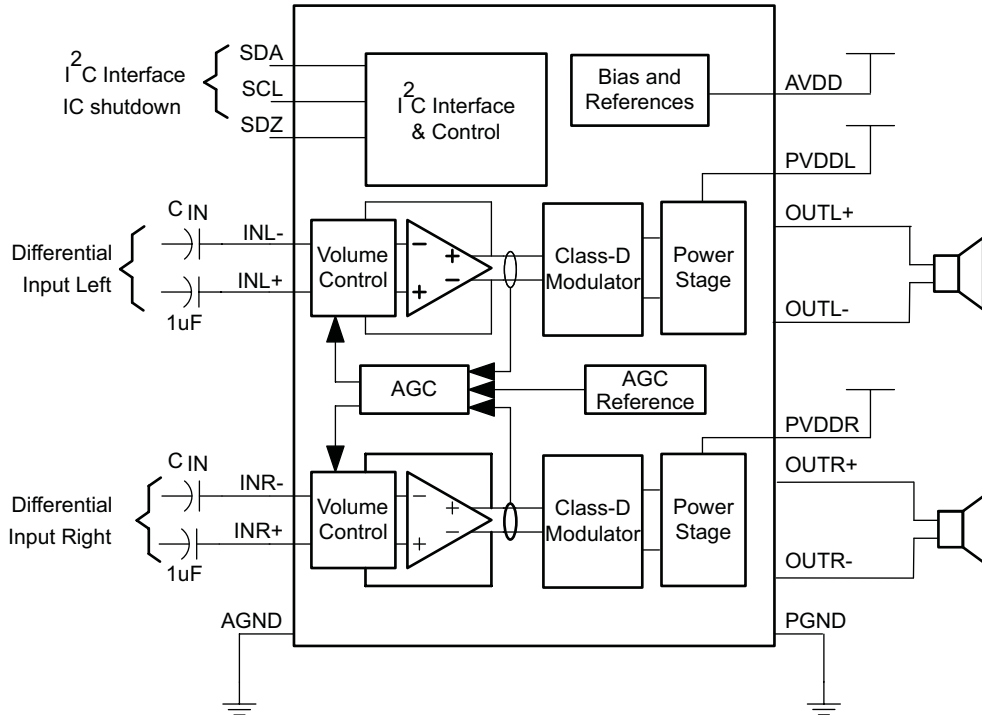 I2C Interface
IC shutdown
SDA
SCL
SDZ
I2C Interface
& Control
Bias and
References
AVDD
PVDDL
OUTL+
OUTL-
Differential
Input Left
CIN
1uF
INL-
INL+
Volume
Control
-
+
+
-
Class-D
Modulator
Power
Stage
AGC
AGC
Reference
PVDDR
OUTR+
OUTR-
Differential
Input Right
CIN
1uF
INR-
INR+
Volume
Control
-
+
+
-
Class-D
Modulator
Power
Stage
AGND
PGND